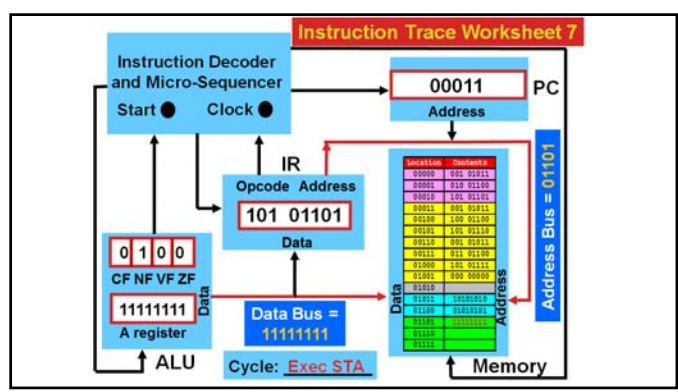 Instruction Trace Worksheet 7
Instruction Decoder
and Micro-Sequencer
Start
Clock
00011
PC
Address
IR
Opcode Address
101 01101
Data
0 1 0 0
CF NF VF ZF
11111111
A register
Data
ALU
Data Bus =
11111111
Cycle: Exec STA
Location Contents
00000 001 01011
00001 010 01100
00010 101 01101
00011 001 01011
00100 100 01100
00101 101 01110
00110 001 01011
00111 011 01100
01000 101 01111
01001 000 00000
01010
01011 10101010
01100 01010101
01101 11111111
01110
01111
Data
Address
Memory
Address Bus = 01101